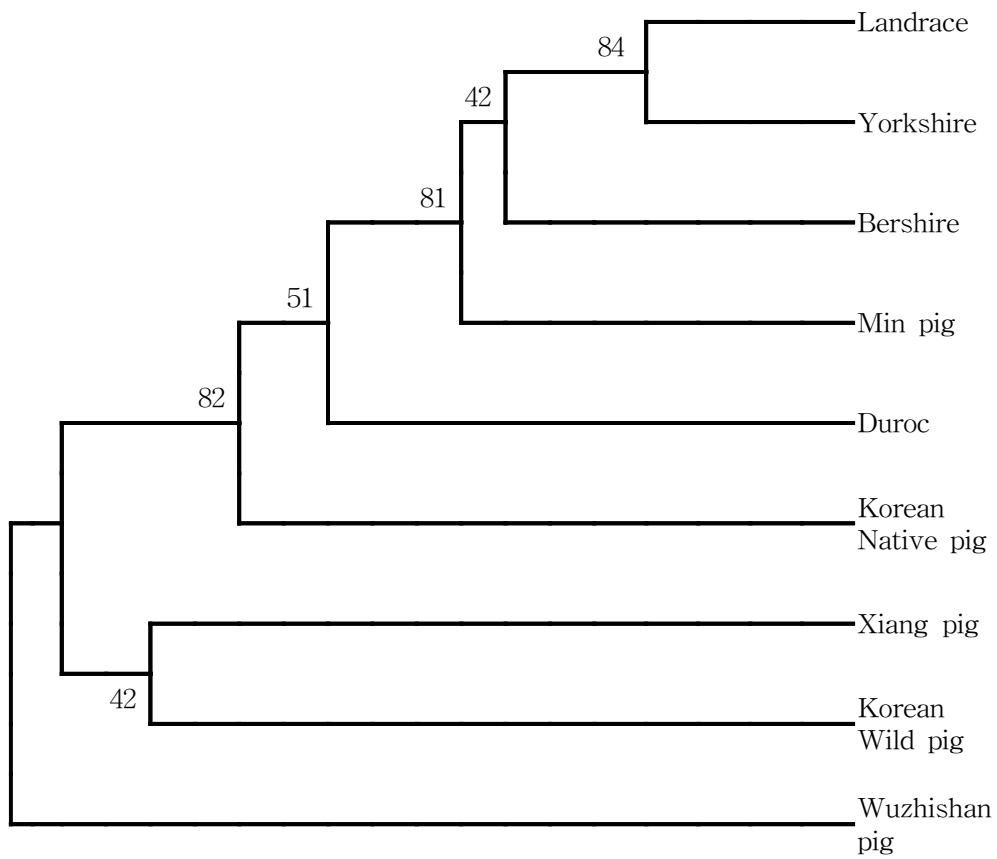 Landrace
84
Yorkshire
42
Bershire
81
Min pig
51
Duroc
82
Korean
Native pig
Xiang pig
42
Korean
Wild pig
Wuzhishan
pig